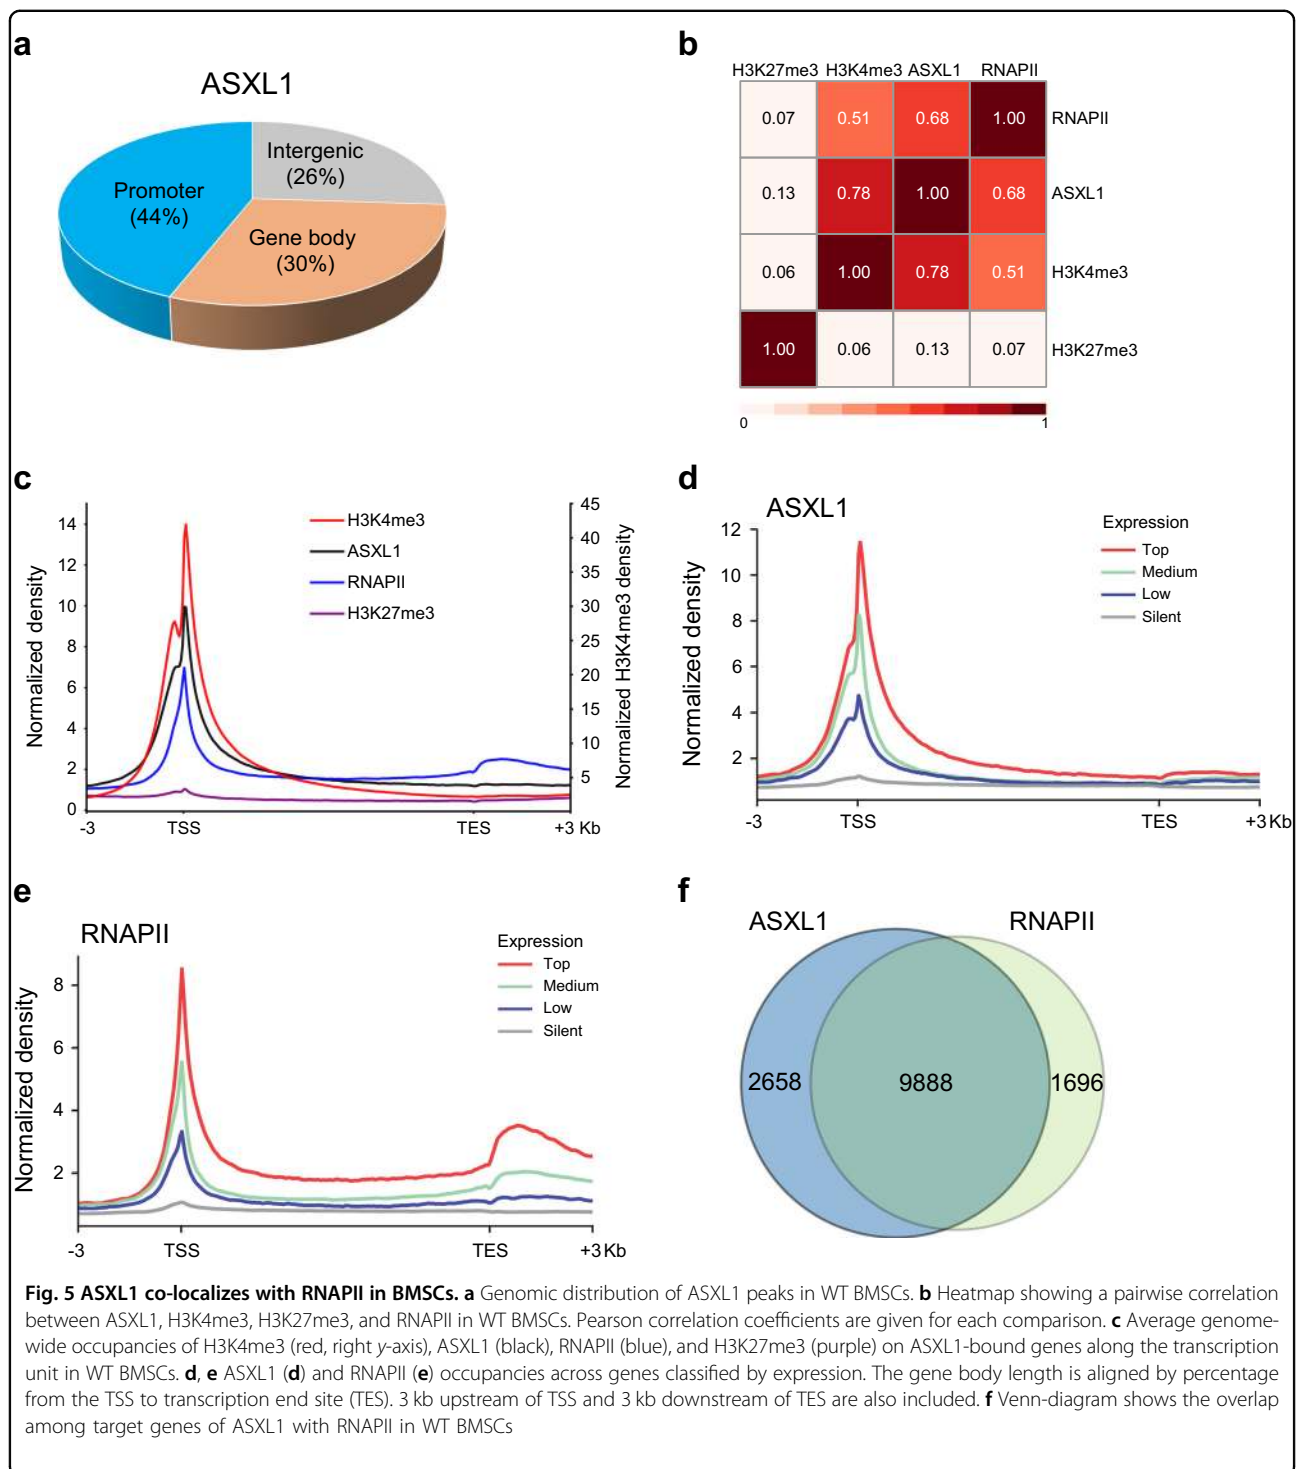 a
ASXL1
Intergenic
(26%)
Promoter
(44%)
Gene body
(30%)
b
H3K27me3 H3K4me3 ASXL1 RNAPII
0.07 0.51 0.68 1.00 RNAPII
0.13 0.78 1.00 0.68 ASXL1
0.06 1.00 0.78 0.51 H3K4me3
1.00 0.06 0.13 0.07 H3K27me3
0 1
c
Normalized density
14
12
10
8
6
4
2
0
H3K4me3
ASXL1
RNAPII
H3K27me3
45
40
35
30
25
20
15
10
5
Normalized H3K4me3 density
-3 TSS TES +3 Kb
d
ASXL1
Normalized density
12
10
8
6
4
2
Expression
Top
Medium
Low
Silent
-3 TSS TES +3 Kb
e
RNAPII
Normalized density
8
6
4
2
Expression
Top
Medium
Low
Silent
-3 TSS TES +3 Kb
f
ASXL1 RNAPII
2658 9888 1696
Fig. 5 ASXL1 co-localizes with RNAPII in BMSCs. a Genomic distribution of ASXL1 peaks in WT BMSCs. b Heatmap showing a pairwise correlation
between ASXL1, H3K4me3, H3K27me3, and RNAPII in WT BMSCs. Pearson correlation coefficients are given for each comparison. c Average genome-
wide occupancies of H3K4me3 (red, right y-axis), ASXL1 (black), RNAPII (blue), and H3K27me3 (purple) on ASXL1-bound genes along the transcription
unit in WT BMSCs. d, e ASXL1 (d) and RNAPII (e) occupancies across genes classified by expression. The gene body length is aligned by percentage
from the TSS to transcription end site (TES). 3 kb upstream of TSS and 3 kb downstream of TES are also included. f Venn-diagram shows the overlap
among target genes of ASXL1 with RNAPII in WT BMSCs